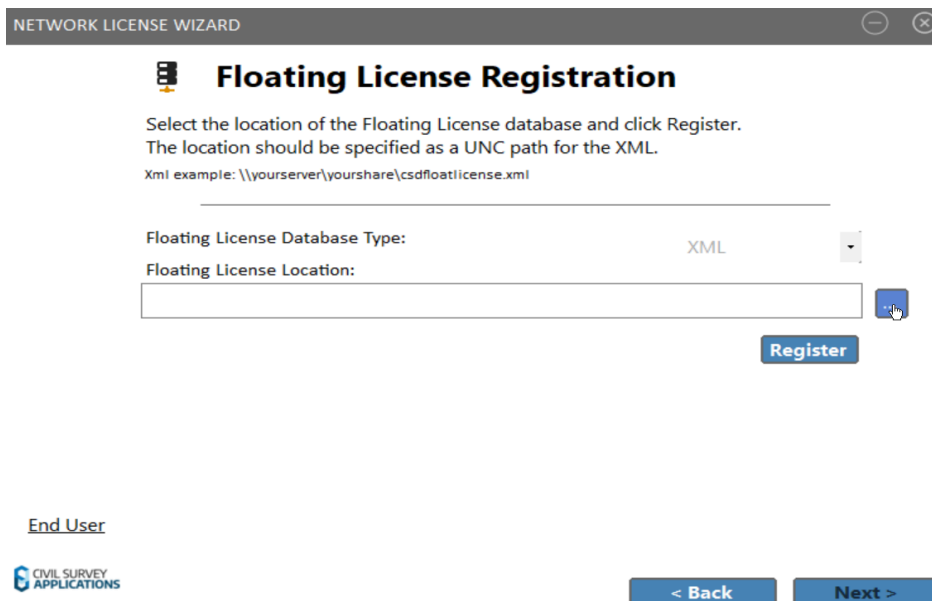 NETWORK LICENSE WIZARD
Floating License Registration
Select the location of the Floating License database and click Register.
The location should be specified as a UNC path for the XML.
Xml example: \\yourserver\yourshare\csdfloatlicense.xml
Floating License Database Type:
XML
Floating License Location:
...
Register
End User
CIVIL SURVEY
APPLICATIONS
< Back
Next >